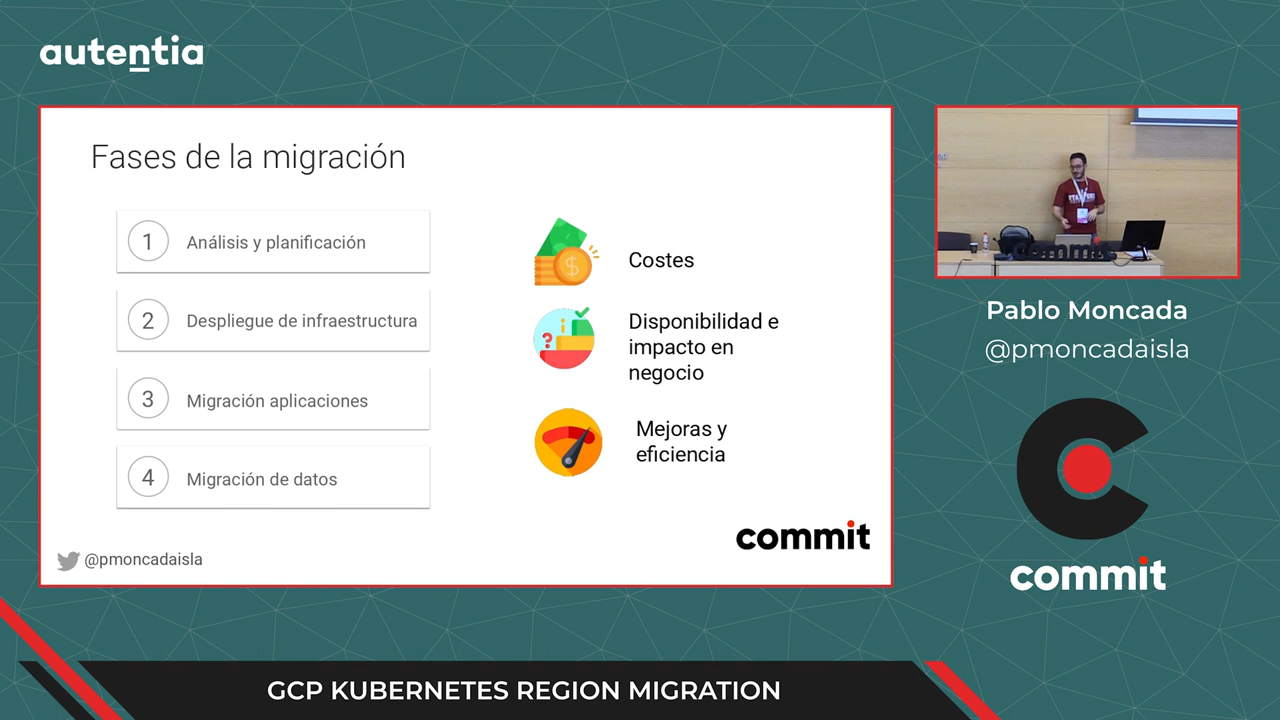 autentia
Fases de la migración
1 Análisis y planificación
2 Despliegue de infraestructura
3 Migración aplicaciones
4 Migración de datos
Costes
Disponibilidad e
impacto en
negocio
Mejoras y
eficiencia
commit
@pmoncadaisla
commit
Pablo Moncada
@pmoncadaisla
commit
GCP KUBERNETES REGION MIGRATION